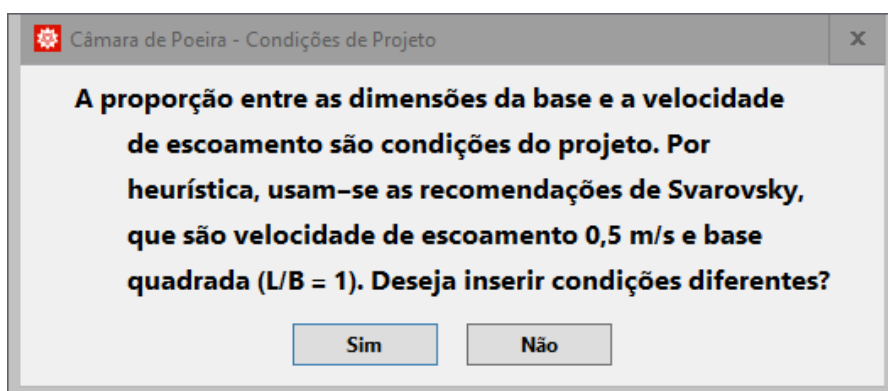 Câmara de Poeira - Condições de Projeto
A proporção entre as dimensões da base e a velocidade
de escoamento são condições do projeto. Por
heurística, usam–se as recomendações de Svarovsky,
que são velocidade de escoamento 0,5 m/s e base
quadrada (L/B = 1). Deseja inserir condições diferentes?
Sim Não